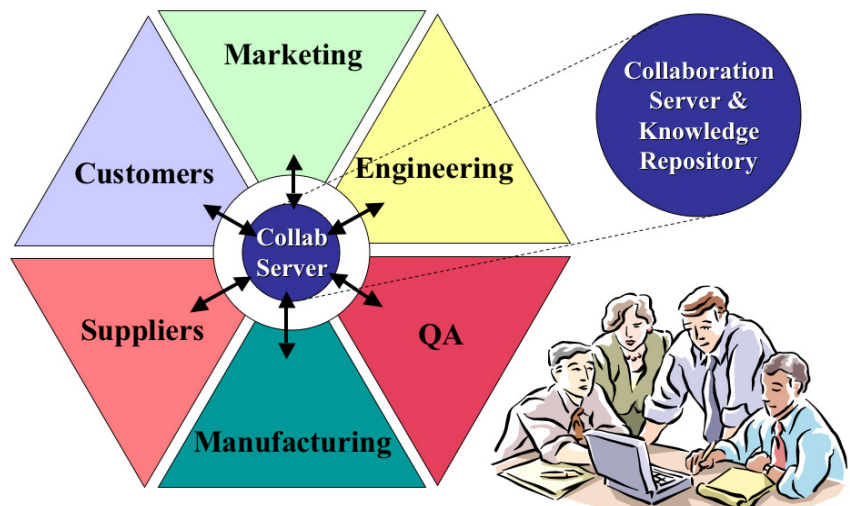 Marketing
Customers
Engineering
Collab
Server
Suppliers
QA
Manufacturing
Collaboration
Server &
Knowledge
Repository